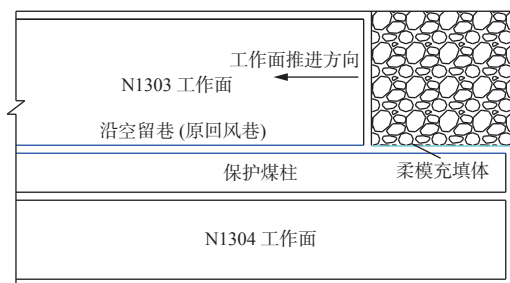 工作面推进方向
N1303 工作面
沿空留巷 (原回风巷)
保护煤柱
柔模充填体
N1304 工作面